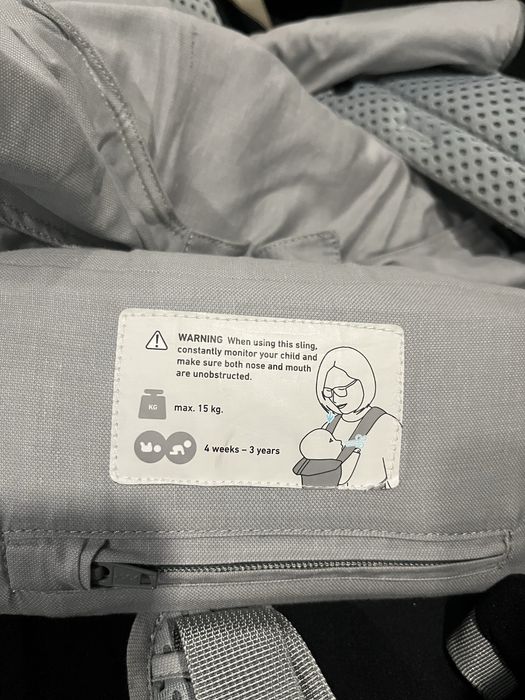 WARNING When using this sling,
constantly monitor your child and
make sure both nose and mouth
are unobstructed.
KG
max. 15 kg.
4 weeks – 3 years